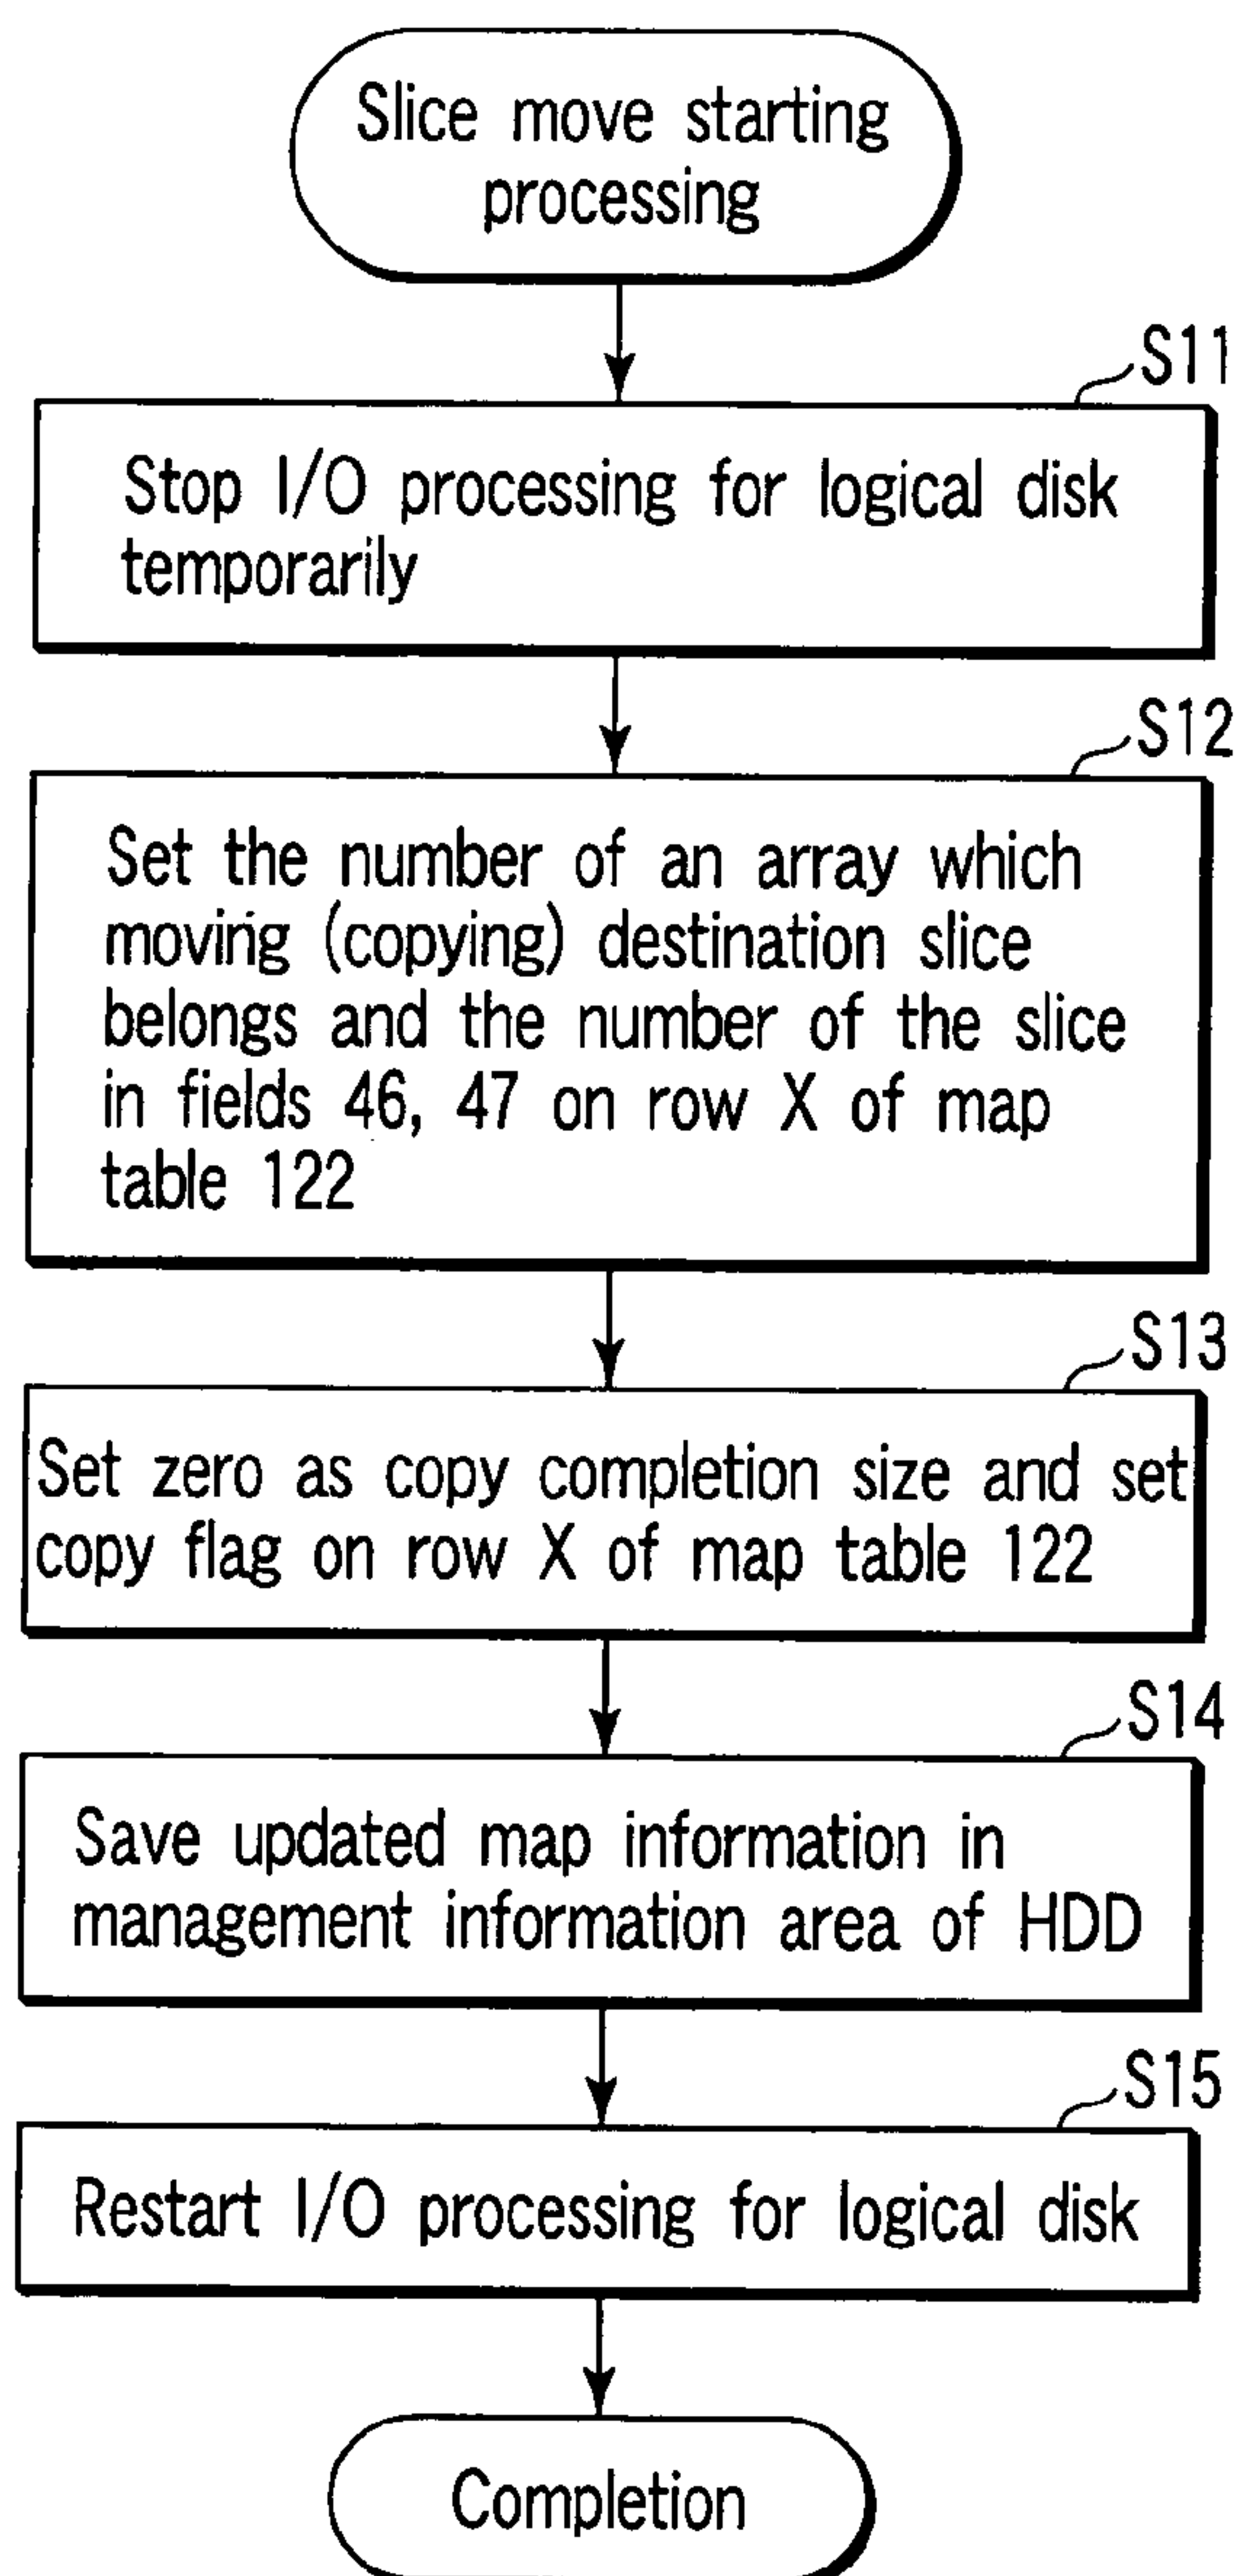 Slice move starting
processing
S11
Stop I/O processing for logical disk
temporarily
S12
Set the number of an array which
moving (copying) destination slice
belongs and the number of the slice
in fields 46, 47 on row X of map
table 122
S13
Set zero as copy completion size and set
copy flag on row X of map table 122
S14
Save updated map information in
management information area of HDD
S15
Restart I/O processing for logical disk
Completion